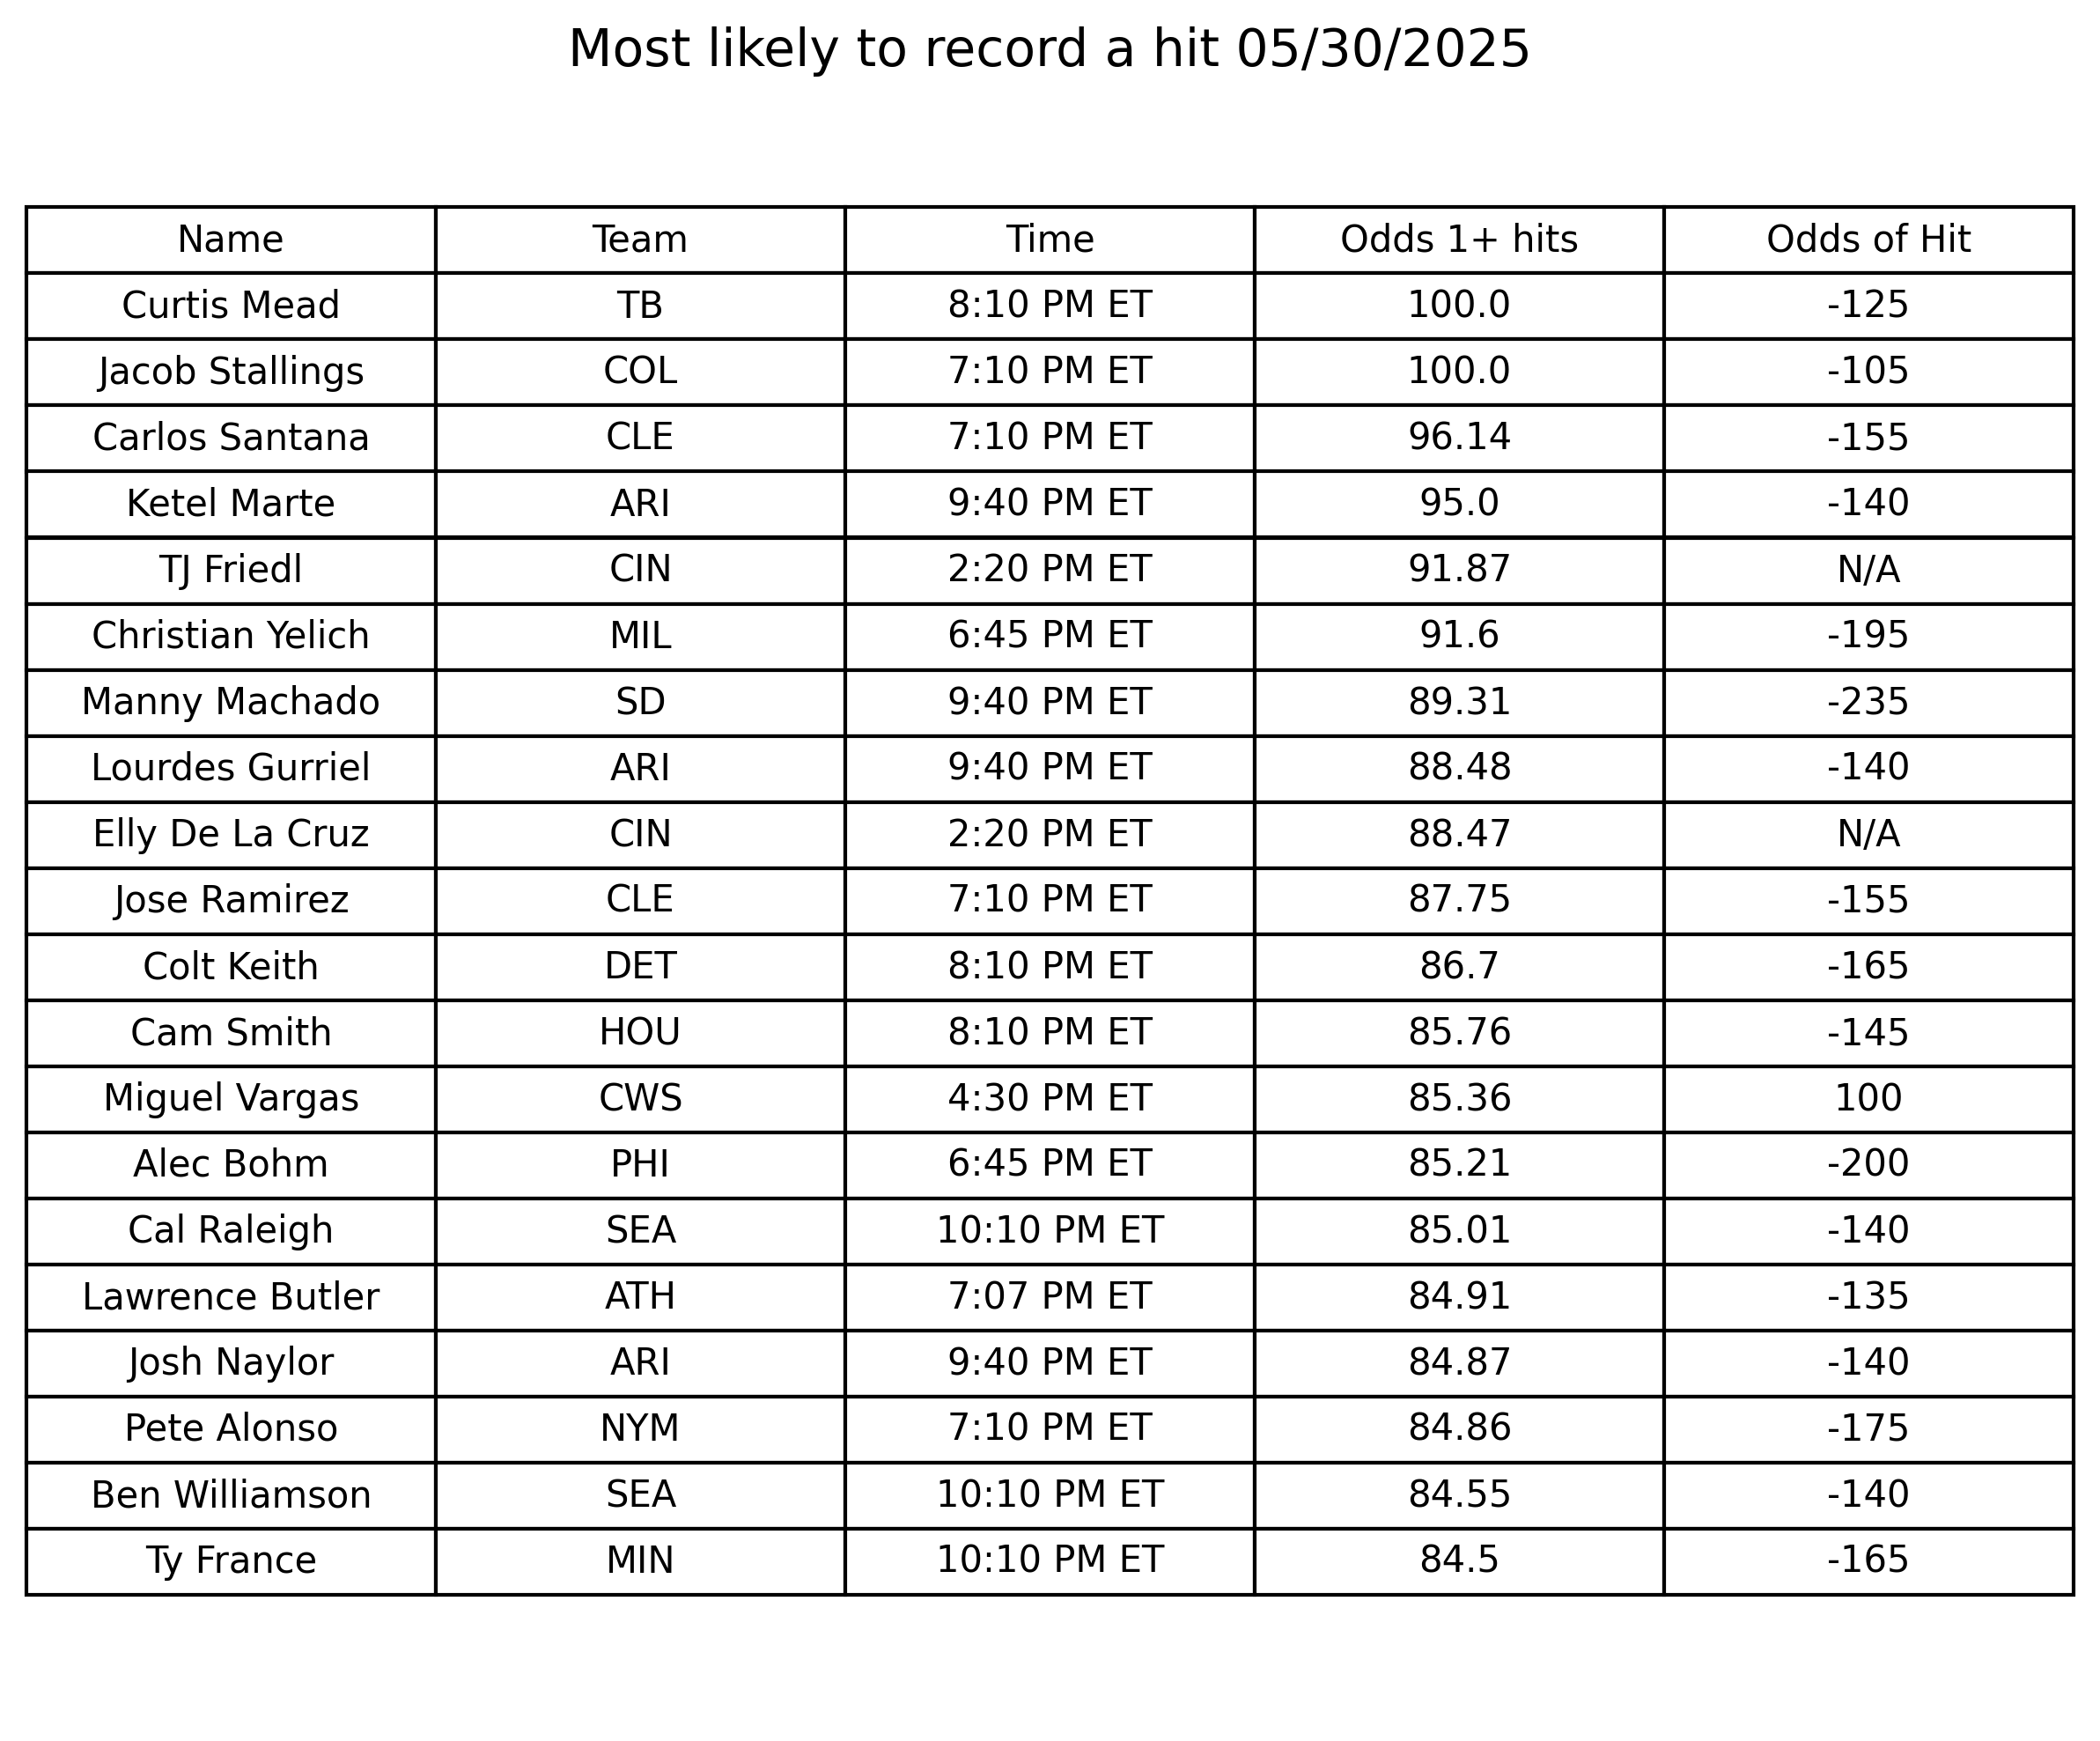 Most likely to record a hit 05/30/2025
Name Team Time Odds 1+ hits Odds of Hit
Curtis Mead TB 8:10 PM ET 100.0 -125
Jacob Stallings COL 7:10 PM ET 100.0 -105
Carlos Santana CLE 7:10 PM ET 96.14 -155
Ketel Marte ARI 9:40 PM ET 95.0 -140
TJ Friedl CIN 2:20 PM ET 91.87 N/A
Christian Yelich MIL 6:45 PM ET 91.6 -195
Manny Machado SD 9:40 PM ET 89.31 -235
Lourdes Gurriel ARI 9:40 PM ET 88.48 -140
Elly De La Cruz CIN 2:20 PM ET 88.47 N/A
Jose Ramirez CLE 7:10 PM ET 87.75 -155
Colt Keith DET 8:10 PM ET 86.7 -165
Cam Smith HOU 8:10 PM ET 85.76 -145
Miguel Vargas CWS 4:30 PM ET 85.36 100
Alec Bohm PHI 6:45 PM ET 85.21 -200
Cal Raleigh SEA 10:10 PM ET 85.01 -140
Lawrence Butler ATH 7:07 PM ET 84.91 -135
Josh Naylor ARI 9:40 PM ET 84.87 -140
Pete Alonso NYM 7:10 PM ET 84.86 -175
Ben Williamson SEA 10:10 PM ET 84.55 -140
Ty France MIN 10:10 PM ET 84.5 -165